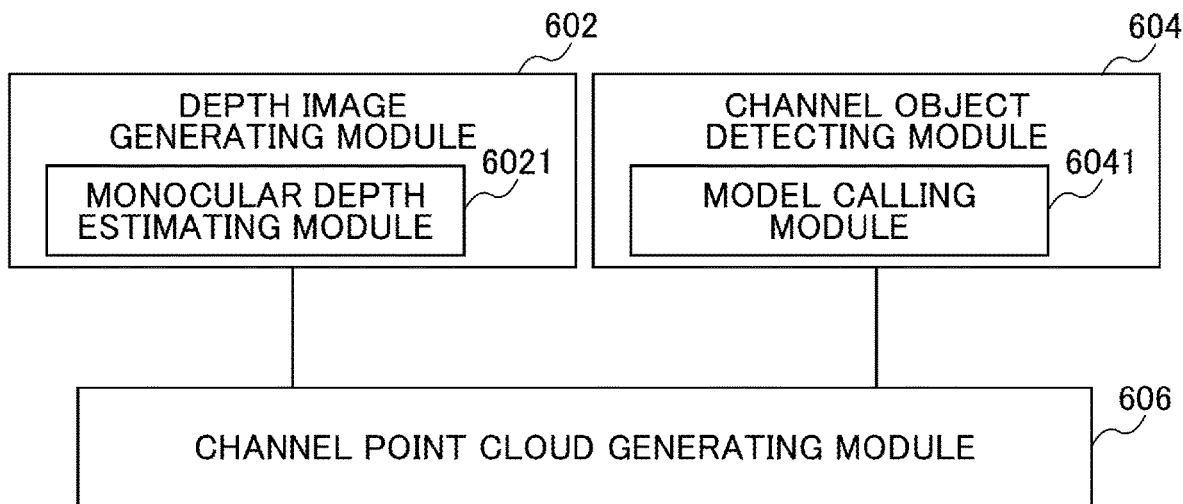 602
DEPTH IMAGE
GENERATING MODULE
6021
MONOCULAR DEPTH
ESTIMATING MODULE
604
CHANNEL OBJECT
DETECTING MODULE
6041
MODEL CALLING
MODULE
606
CHANNEL POINT CLOUD GENERATING MODULE